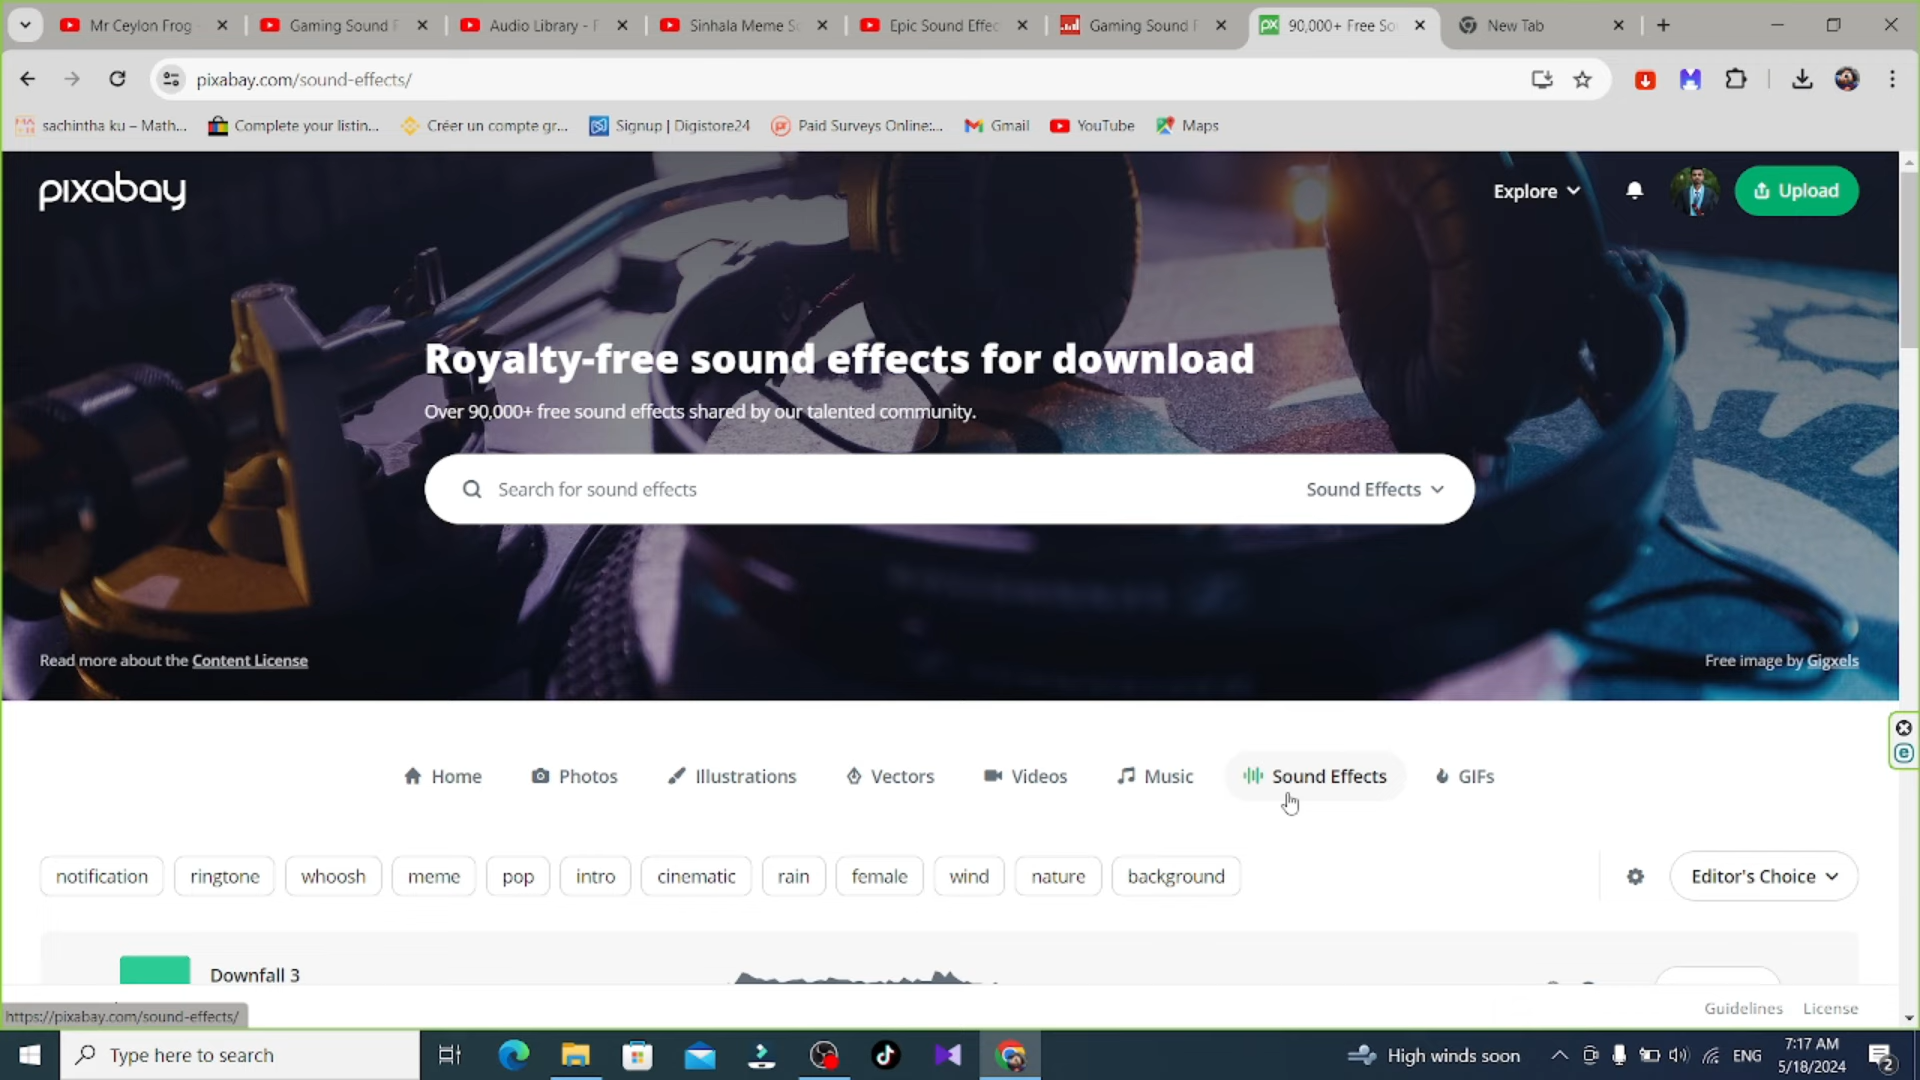 Mr Ceylon Frog
Gaming Sound
Audio Library -
Sinhala Meme S
Epic Sound Effec
Gaming Sound
90,000+ Free So
New Tab
pixabay.com/sound-effects/
sachintha ku – Math...
Complete your listin...
Créer un compte gr...
Signup | Digistore24
Paid Surveys Online:...
Gmail
YouTube
Maps
pixabay
Explore
Upload
Royalty-free sound effects for download
Over 90,000+ free sound effects shared by our talented community.
Search for sound effects
Sound Effects
Read more about the Content License
Free image by Gigxels
Home
Photos
Illustrations
Vectors
Videos
Music
Sound Effects
GIFs
notification
ringtone
whoosh
meme
pop
intro
cinematic
rain
female
wind
nature
background
Editor's Choice
Downfall 3
Guidelines
License
https://pixabay.com/sound-effects/
Type here to search
High winds soon
ENG
7:17 AM
5/18/2024
2